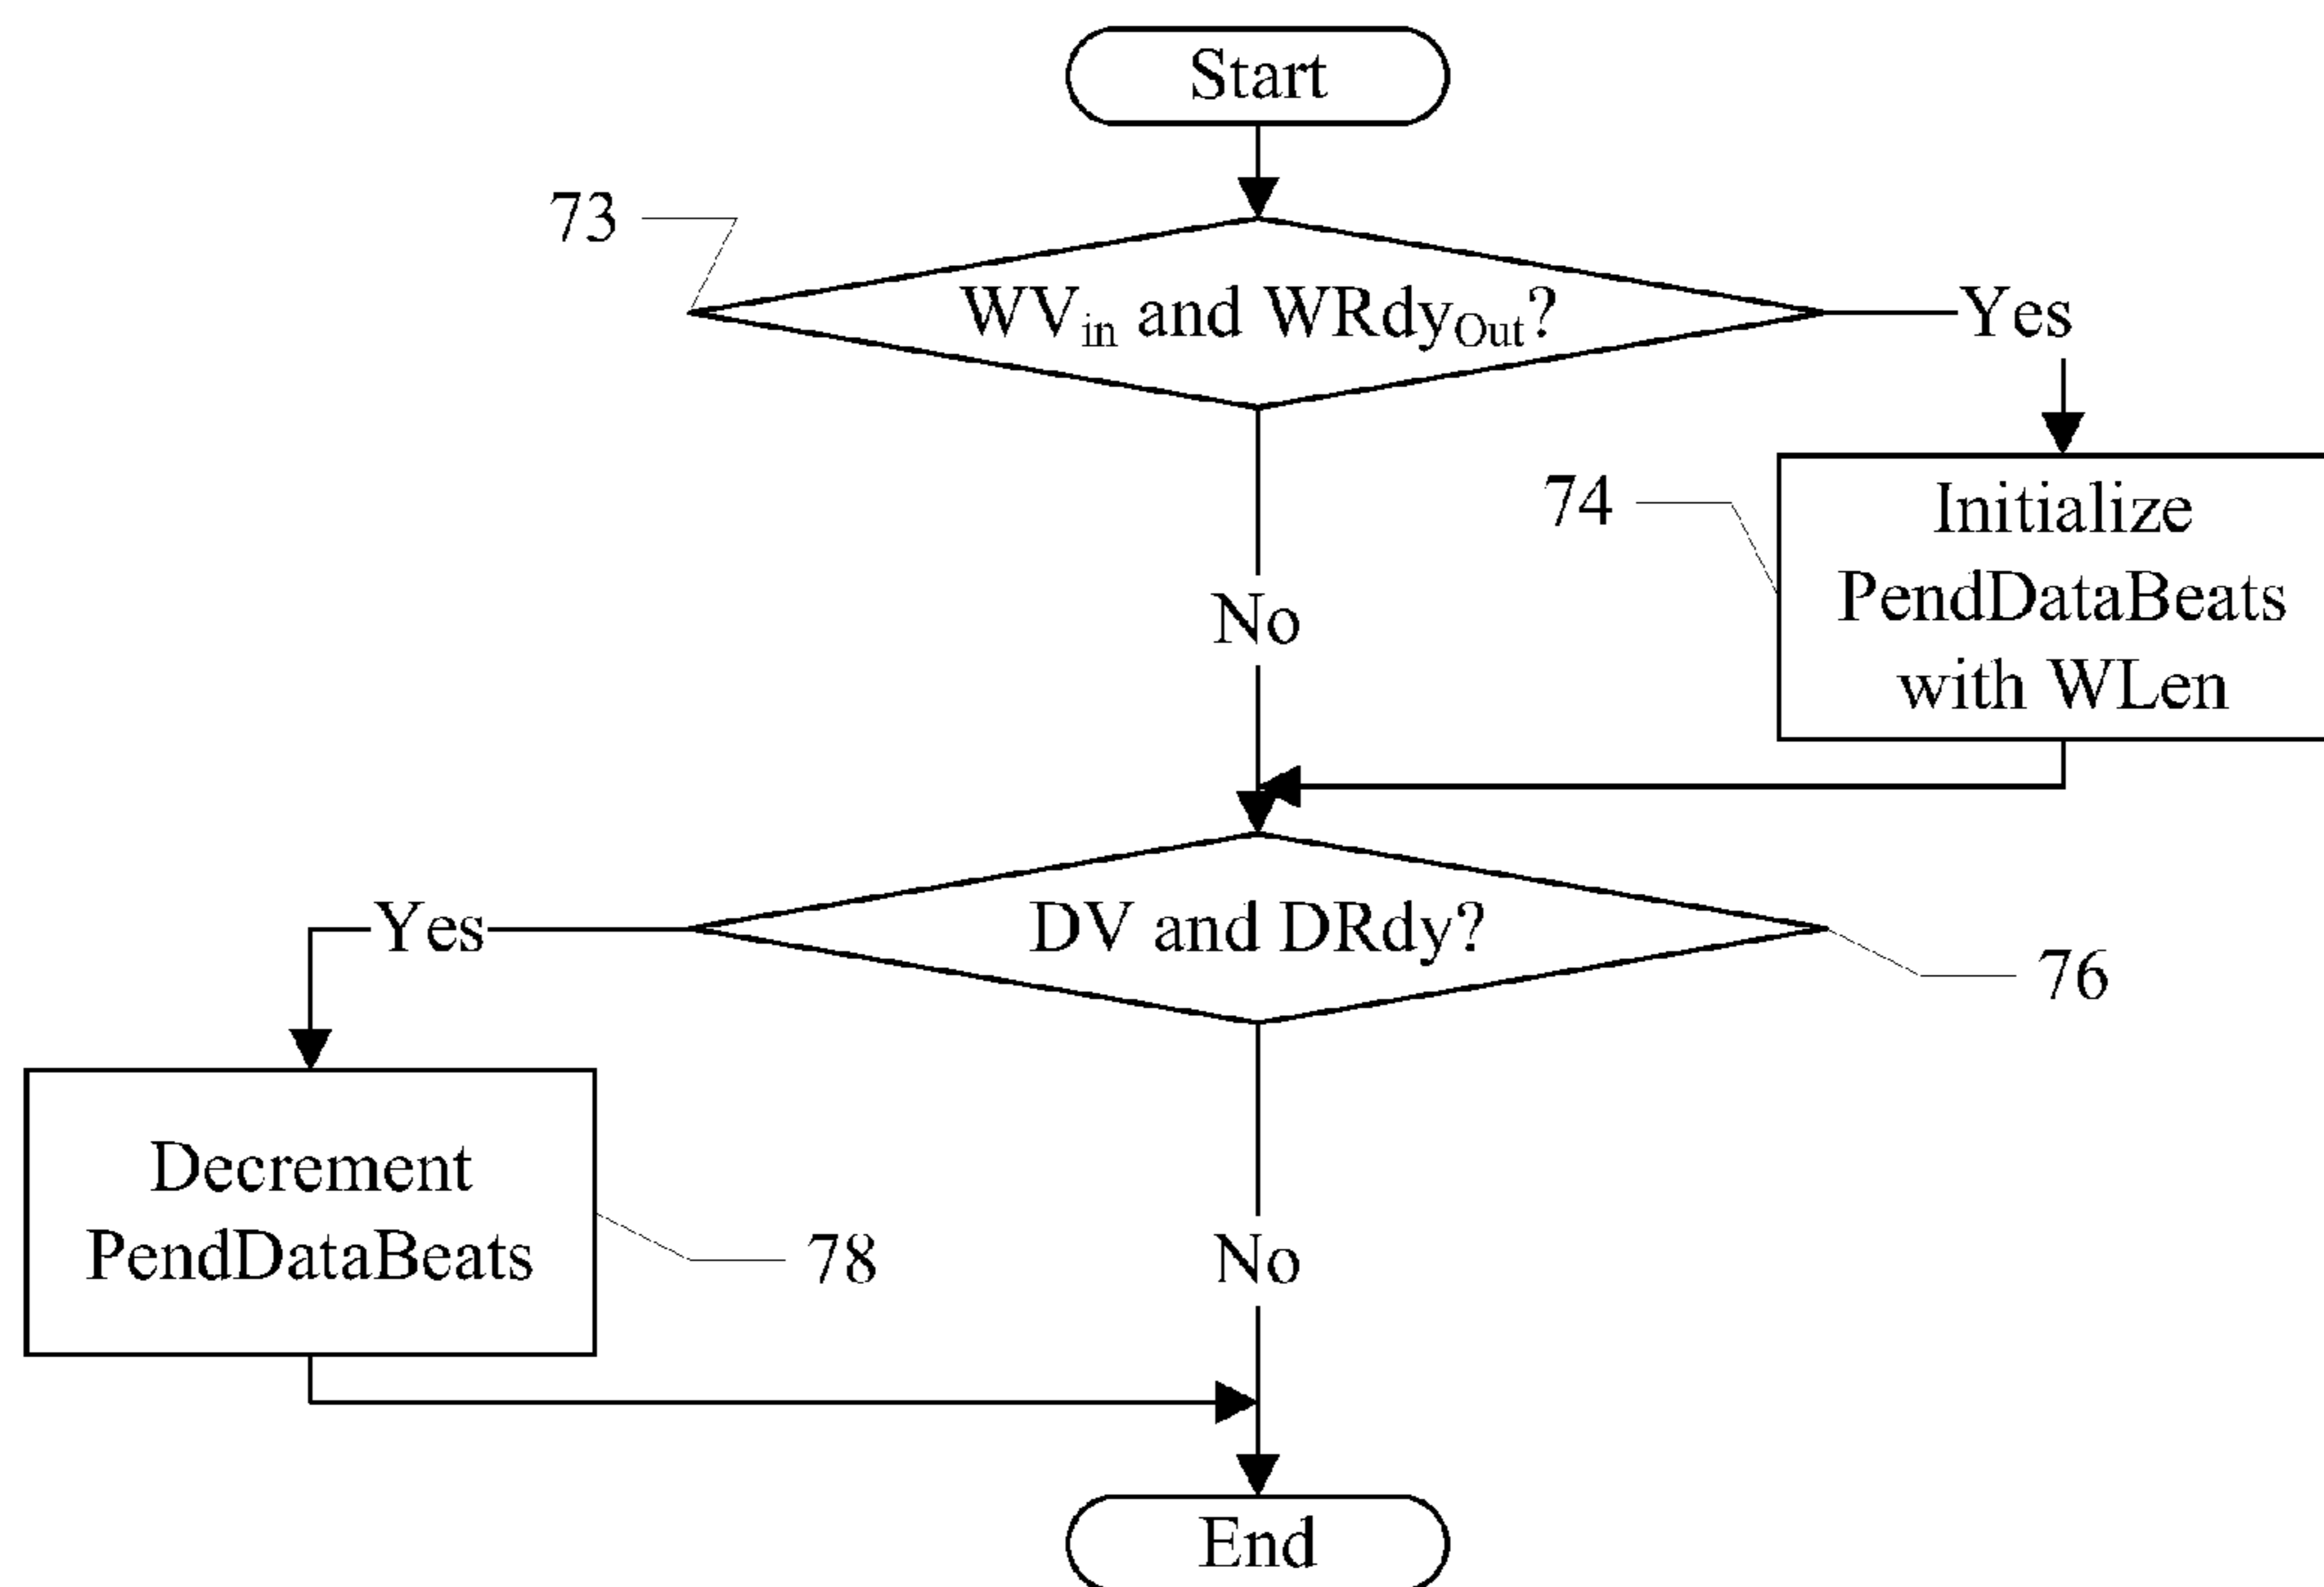 Start
73
WVin and WRdyOut?
Yes
74
Initialize
PendDataBeats
with WLen
No
DV and DRdy?
Yes
76
Decrement
PendDataBeats
78
No
End